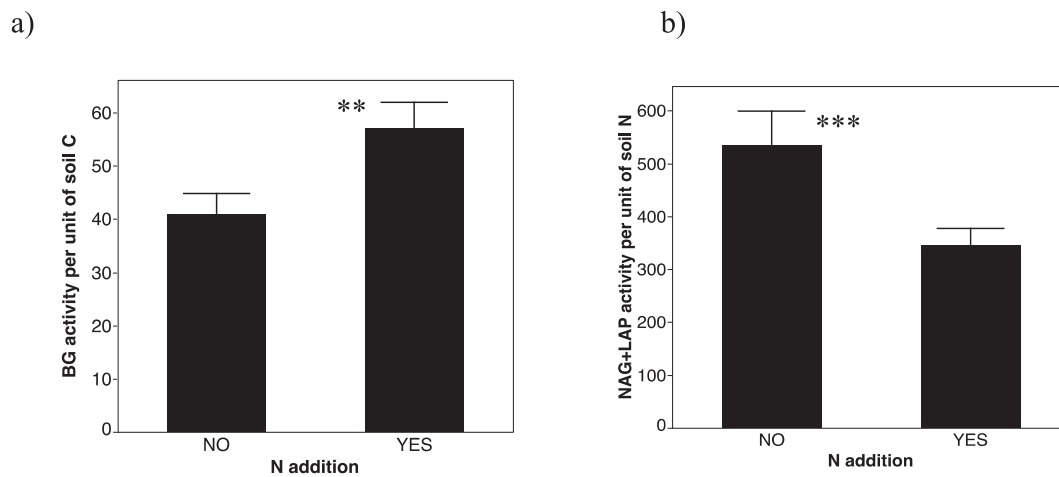 a)
BG activity per unit of soil C
60
50
40
30
20
10
0
**
NO
YES
N addition
b)
NAG+LAP activity per unit of soil N
600
500
400
300
200
100
0
***
NO
YES
N addition